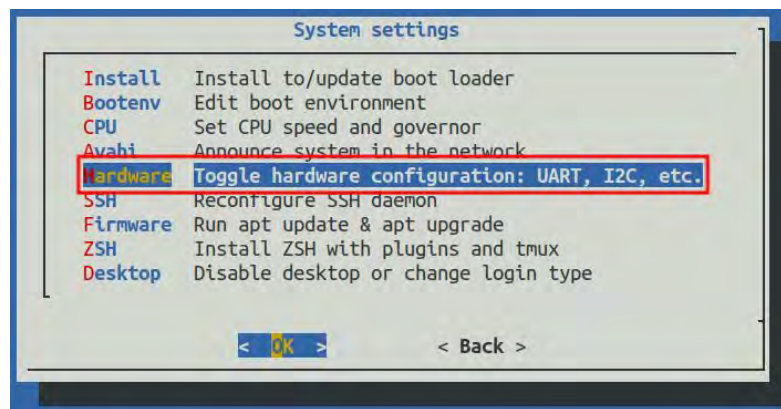 System settings
Install Install to/update boot loader
Bootenv Edit boot environment
CPU Set CPU speed and governor
Avahi Announce system in the network
Hardware Toggle hardware configuration: UART, I2C, etc.
SSH Reconfigure SSH daemon
Firmware Run apt update & apt upgrade
ZSH Install ZSH with plugins and tmux
Desktop Disable desktop or change login type
< OK > < Back >